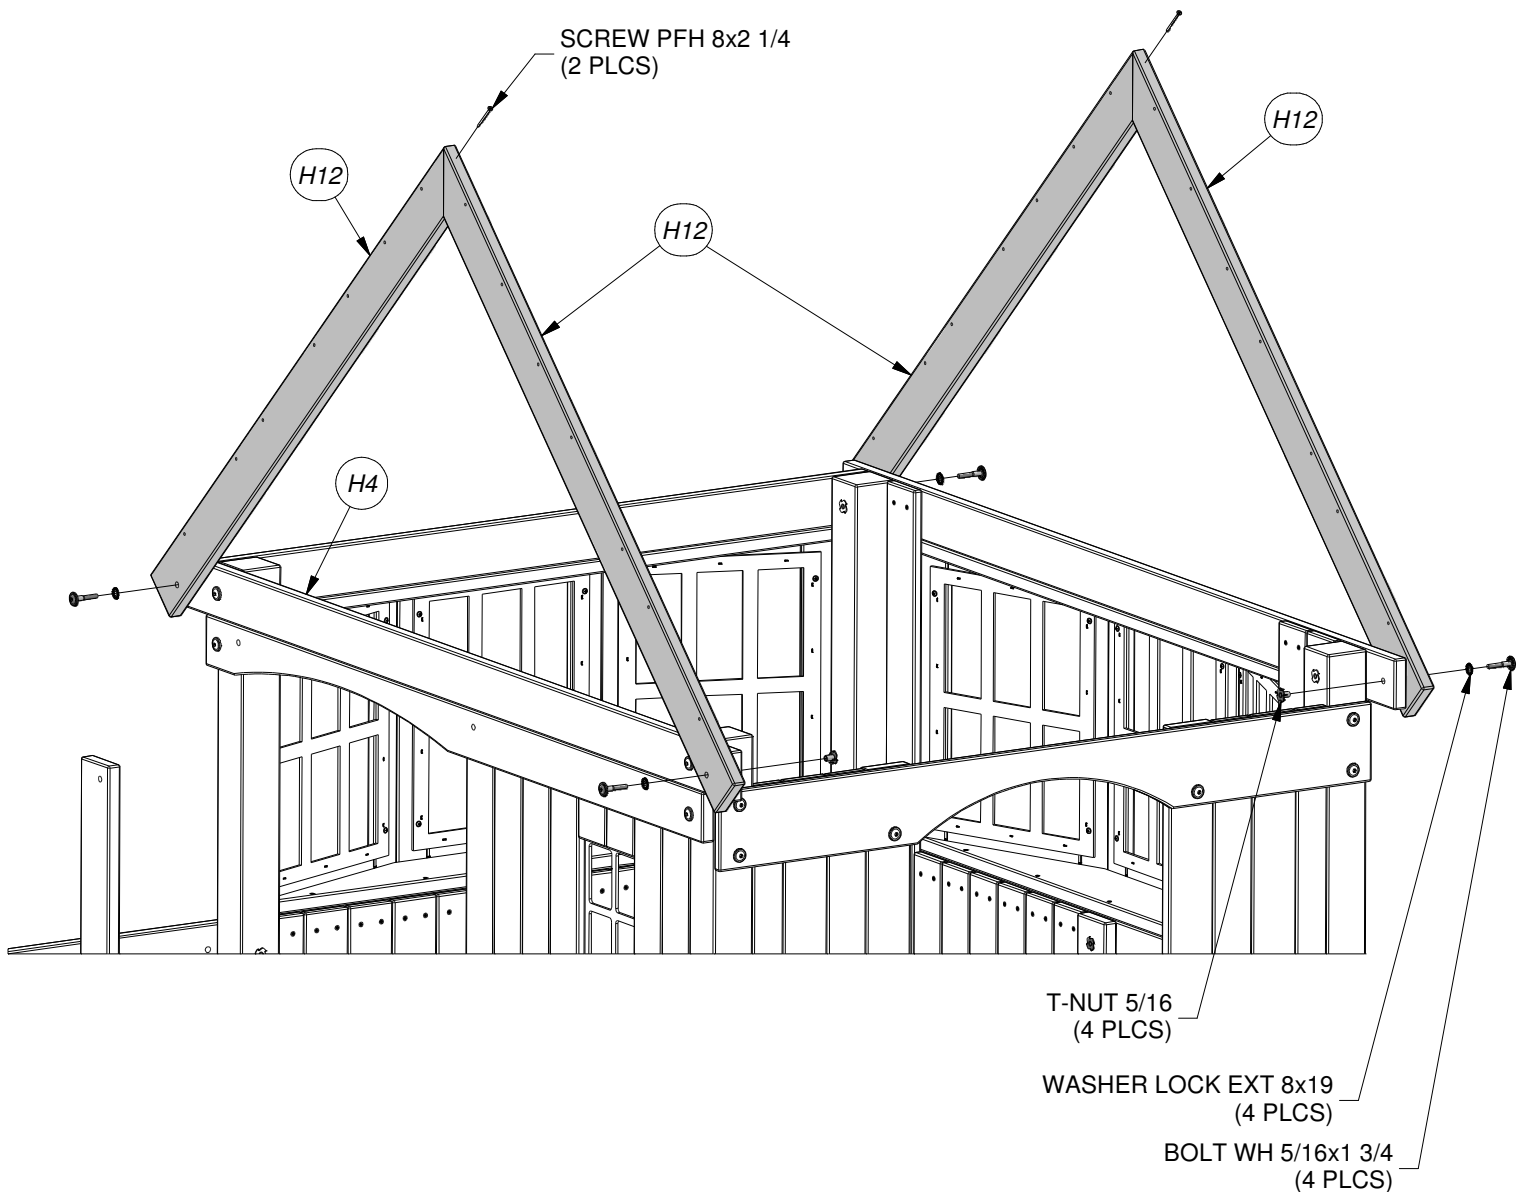 SCREW PFH 8x2 1/4
(2 PLCS)
H12
H12
H12
H4
T-NUT 5/16
(4 PLCS)
WASHER LOCK EXT 8x19
(4 PLCS)
BOLT WH 5/16x1 3/4
(4 PLCS)